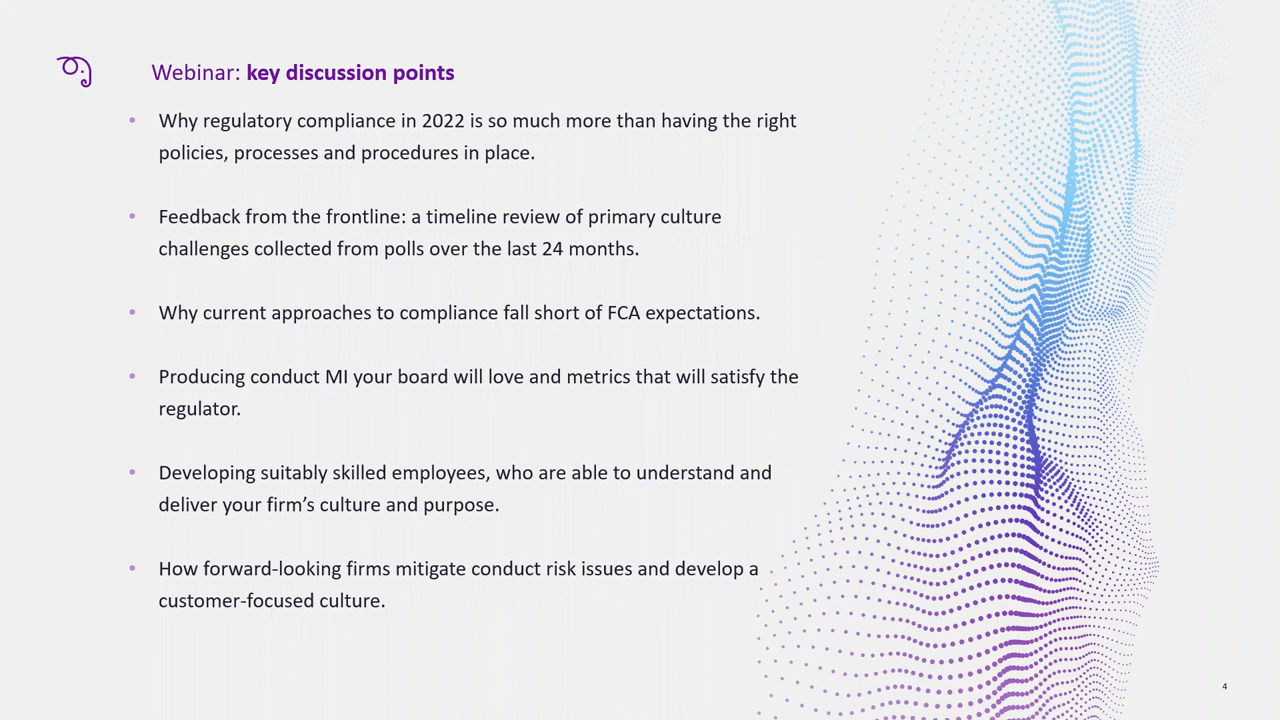 Webinar: key discussion points
• Why regulatory compliance in 2022 is so much more than having the right
policies, processes and procedures in place.
• Feedback from the frontline: a timeline review of primary culture
challenges collected from polls over the last 24 months.
• Why current approaches to compliance fall short of FCA expectations.
• Producing conduct MI your board will love and metrics that will satisfy the
regulator.
• Developing suitably skilled employees, who are able to understand and
deliver your firm’s culture and purpose.
• How forward-looking firms mitigate conduct risk issues and develop a
customer-focused culture.
4